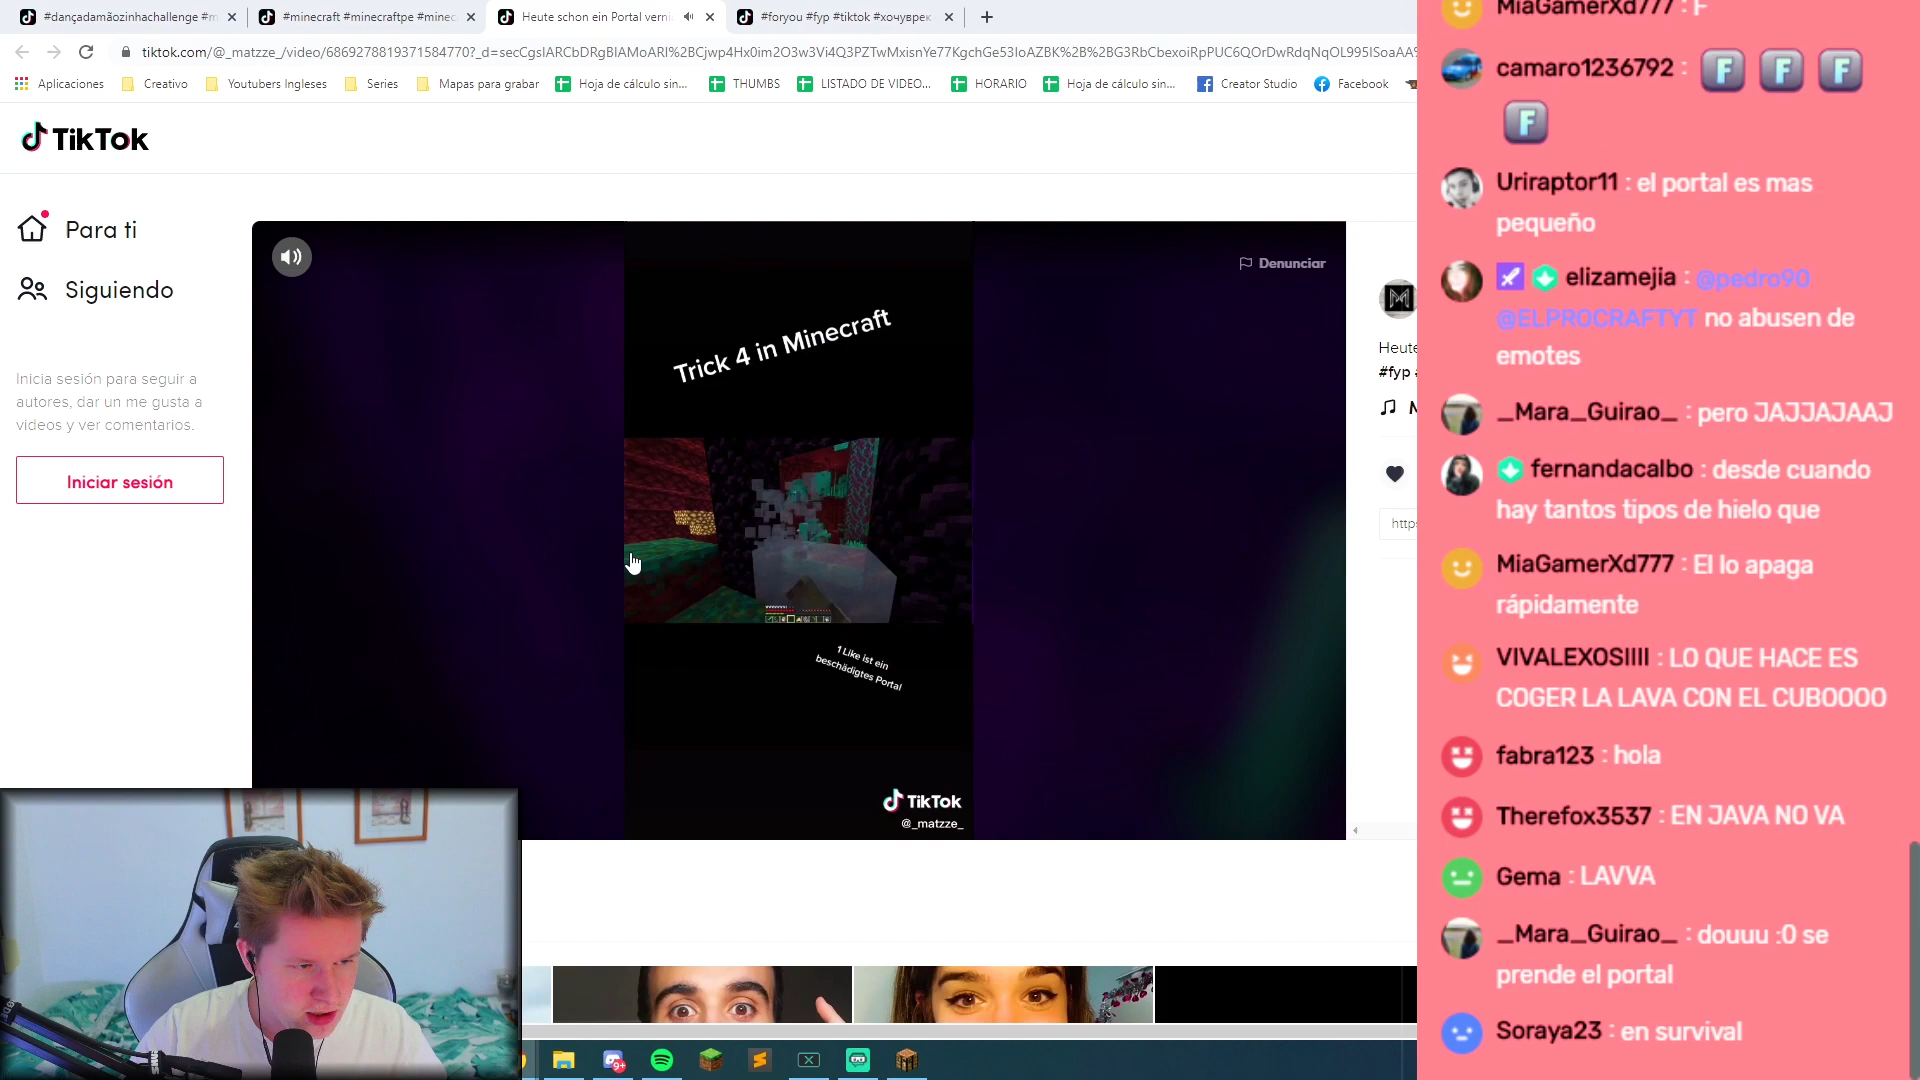 #dançadamãozinhachallenge #m
#minecraft #minecraftpe #minec
Heute schon ein Portal verni
#foryou #fyp #tiktok #хочуврек
tiktok.com/@_matzze_/video/6869278819371584770?_d=
Aplicaciones
Creativo
Youtubers Ingleses
Series
Mapas para grabar
Hoja de cálculo sin...
THUMBS
LISTADO DE VIDEO...
HORARIO
Hoja de cálculo sin...
Creator Studio
Facebook
TikTok
Para ti
Siguiendo
Inicia sesión para seguir a
autores, dar un me gusta a
videos y ver comentarios.
Iniciar sesión
Denunciar
Trick 4 in Minecraft
1 Like ist ein
beschädigtes Portal
TikTok
@_matzze_
M
Heute
#fyp
M
https
MiaGamerXd777 : F
camaro1236792 : F F F
F
Uriraptor11 : el portal es mas
pequeño
elizamejia : @pedro90
@ELPROCRAFTYT no abusen de
emotes
_Mara_Guirao_ : pero JAJJAJAAJ
fernandacalbo : desde cuando
hay tantos tipos de hielo que
MiaGamerXd777 : El lo apaga
rápidamente
VIVALEXOSIIII : LO QUE HACE ES
COGER LA LAVA CON EL CUBOOOO
fabra123 : hola
Therefox3537 : EN JAVA NO VA
Gema : LAVVA
_Mara_Guirao_ : douuu :0 se
prende el portal
Soraya23 : en survival